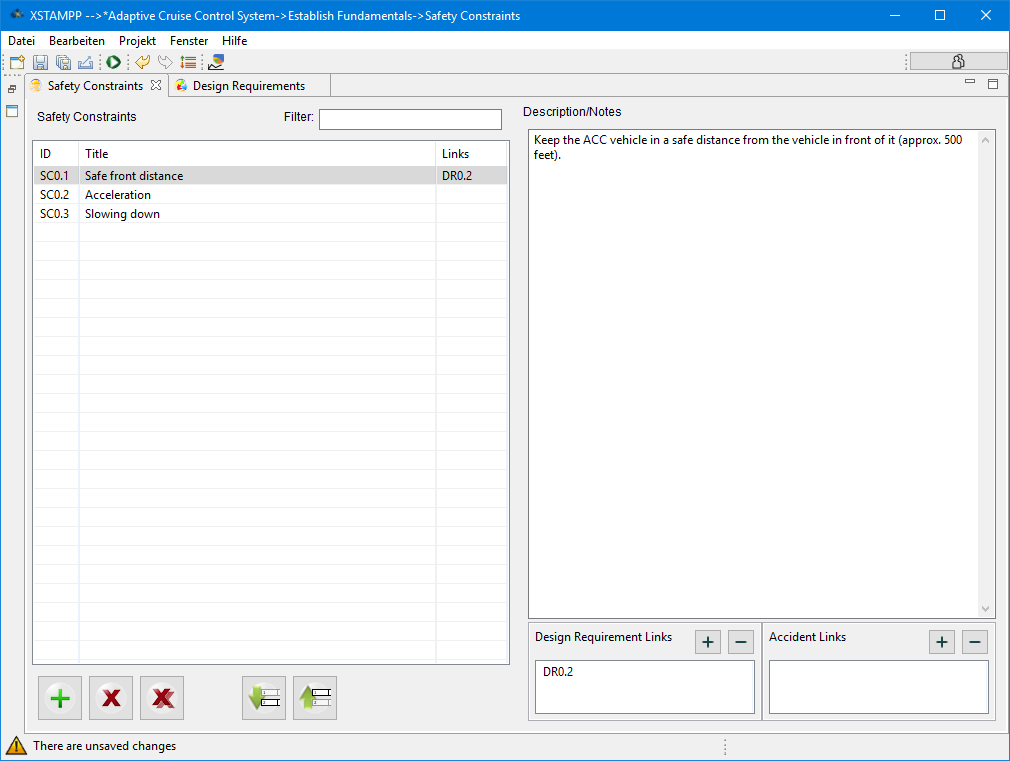 XSTAMPP -->*Adaptive Cruise Control System->Establish Fundamentals->Safety Constraints
Datei Bearbeiten Projekt Fenster Hilfe
Safety Constraints Design Requirements
Safety Constraints Filter:
ID Title Links
SC0.1 Safe front distance DR0.2
SC0.2 Acceleration
SC0.3 Slowing down
Description/Notes
Keep the ACC vehicle in a safe distance from the vehicle in front of it (approx. 500
feet).
Design Requirement Links
DR0.2
Accident Links
There are unsaved changes